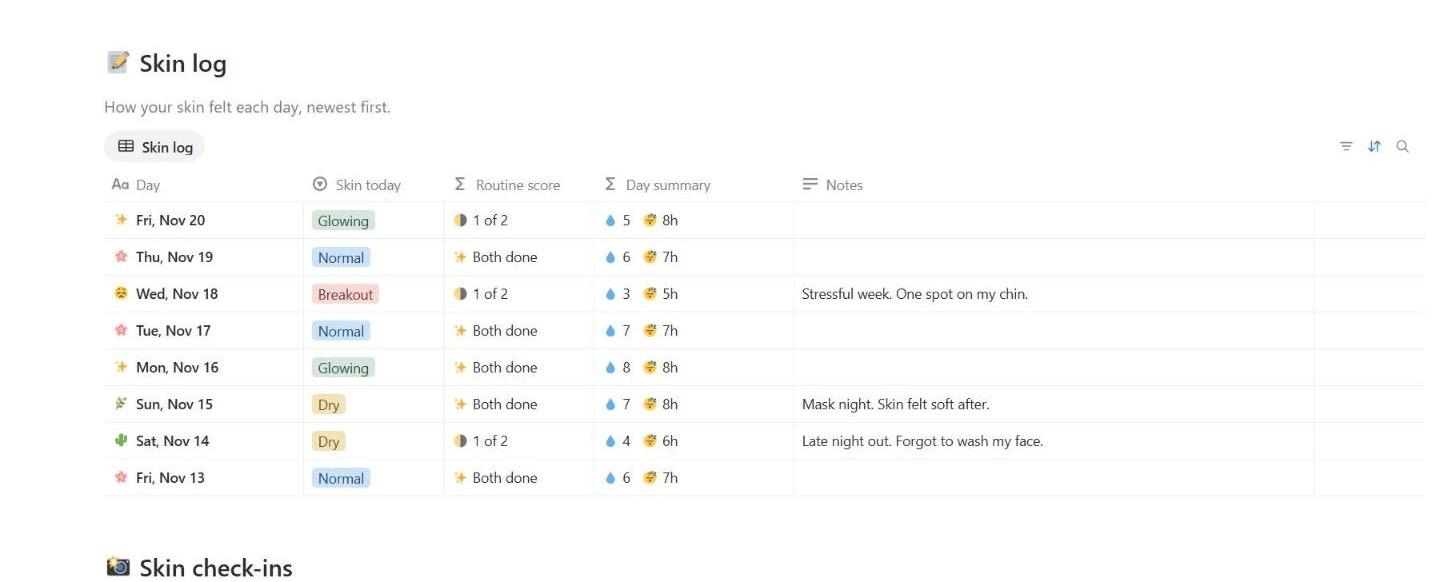 Skin log
How your skin felt each day, newest first.
Skin log
Aa Day Skin today Σ Routine score Σ Day summary Notes
Fri, Nov 20 Glowing 1 of 2 5 8h
Thu, Nov 19 Normal Both done 6 7h
Wed, Nov 18 Breakout 1 of 2 3 5h Stressful week. One spot on my chin.
Tue, Nov 17 Normal Both done 7 7h
Mon, Nov 16 Glowing Both done 8 8h
Sun, Nov 15 Dry Both done 7 8h Mask night. Skin felt soft after.
Sat, Nov 14 Dry 1 of 2 4 6h Late night out. Forgot to wash my face.
Fri, Nov 13 Normal Both done 6 7h
Skin check-ins